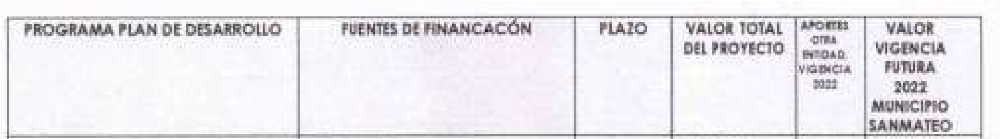 PROGRAMA PLAN DE DESARROLLO
FUENTES DE FINANCACÓN
PLAZO
VALOR TOTAL
DEL PROYECTO
APORTES
OTRA
ENTIDAD,
VIGENCIA
2022
VALOR
VIGENCIA
FUTURA
2022
MUNICIPIO
SANMATEO